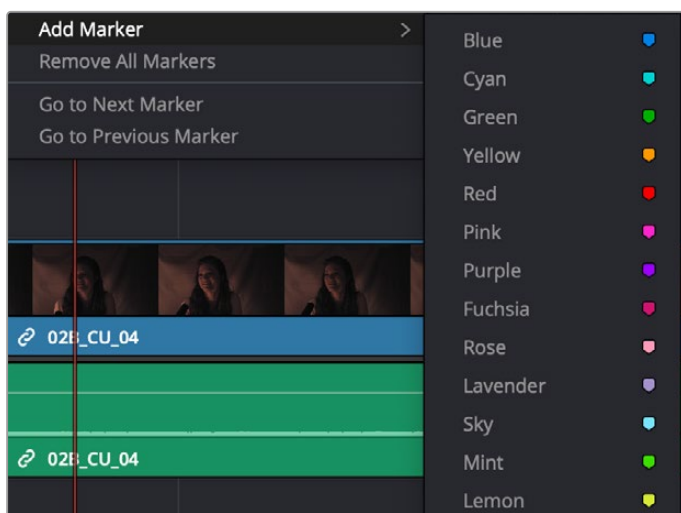 Add Marker
Remove All Markers
Go to Next Marker
Go to Previous Marker
02B_CU_04
02B_CU_04
Blue
Cyan
Green
Yellow
Red
Pink
Purple
Fuchsia
Rose
Lavender
Sky
Mint
Lemon